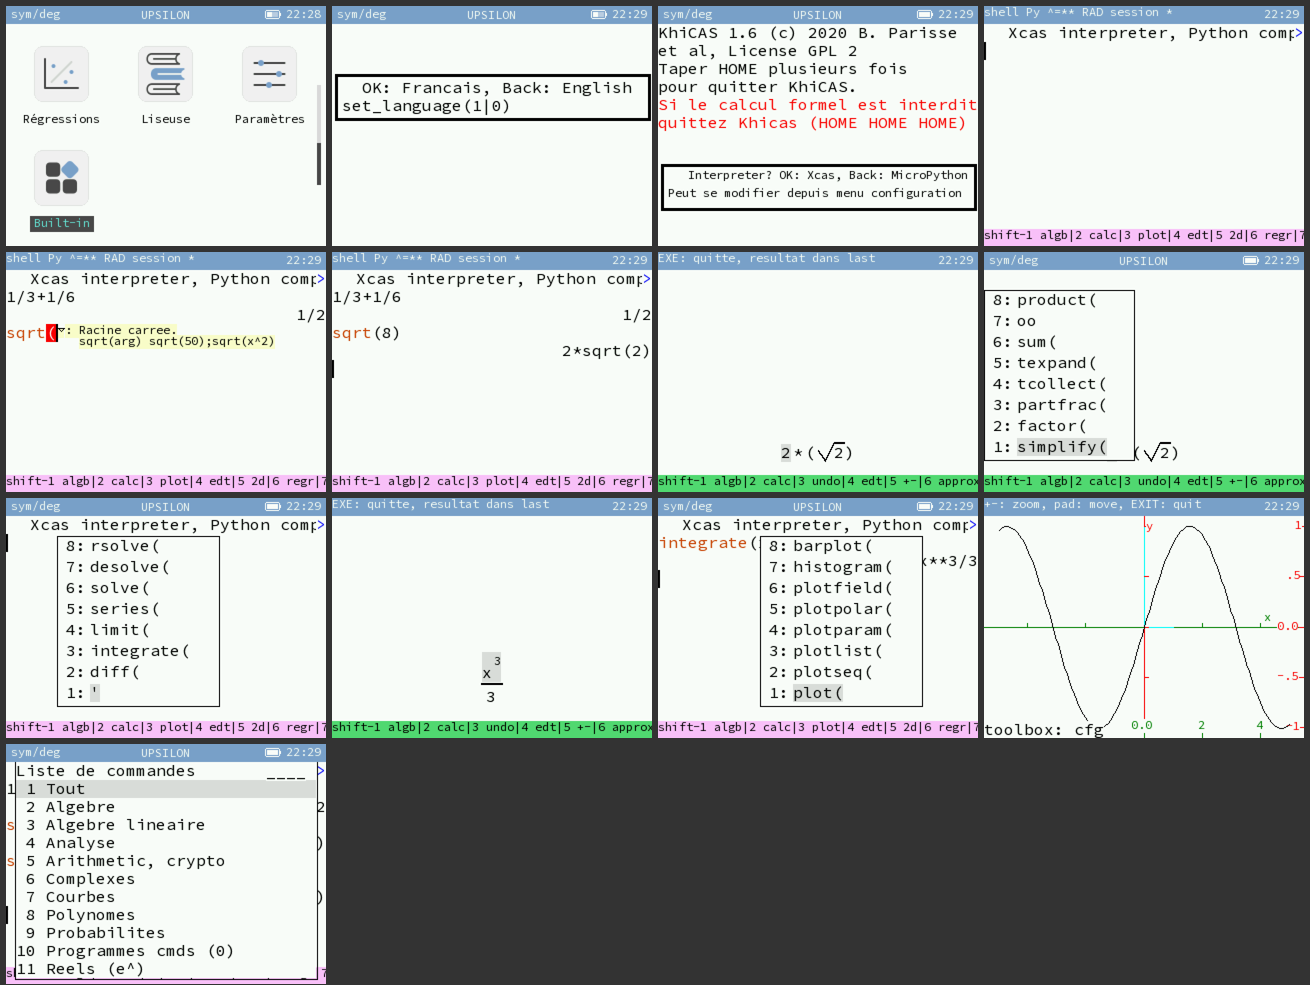 sym/deg UPSILON 22:28
Régressions Liseuse Paramètres
Built-in
sym/deg UPSILON 22:29
OK: Francais, Back: English
set_language(1|0)
sym/deg UPSILON 22:29
KhiCAS 1.6 (c) 2020 B. Parisse
et al, License GPL 2
Taper HOME plusieurs fois
pour quitter KhiCAS.
Si le calcul formel est interdit
quittez Khicas (HOME HOME HOME)
Interpreter? OK: Xcas, Back: MicroPython
Peut se modifier depuis menu configuration
shell Py ^=** RAD session * 22:29
Xcas interpreter, Python comp>
shift-1 algb|2 calc|3 plot|4 edt|5 2d|6 regr|7
shell Py ^=** RAD session * 22:29
Xcas interpreter, Python comp>
1/3+1/6
1/2
sqrt(
: Racine carree.
sqrt(arg) sqrt(50);sqrt(x^2)
shift-1 algb|2 calc|3 plot|4 edt|5 2d|6 regr|7
shell Py ^=** RAD session * 22:29
Xcas interpreter, Python comp>
1/3+1/6
1/2
sqrt(8)
2*sqrt(2)
shift-1 algb|2 calc|3 plot|4 edt|5 2d|6 regr|7
EXE: quitte, resultat dans last 22:29
2*(√2)
shift-1 algb|2 calc|3 undo|4 edt|5 +-|6 approx
sym/deg UPSILON 22:29
8: product(
7: oo
6: sum(
5: texpand(
4: tcollect(
3: partfrac(
2: factor(
1: simplify(
(√2)
shift-1 algb|2 calc|3 undo|4 edt|5 +-|6 approx
sym/deg UPSILON 22:29
Xcas interpreter, Python comp>
8: rsolve(
7: desolve(
6: solve(
5: series(
4: limit(
3: integrate(
2: diff(
1: '
shift-1 algb|2 calc|3 plot|4 edt|5 2d|6 regr|7
EXE: quitte, resultat dans last 22:29
x^3
3
shift-1 algb|2 calc|3 undo|4 edt|5 +-|6 approx
sym/deg UPSILON 22:29
Xcas interpreter, Python comp>
integrate(
x**3/3
8: barplot(
7: histogram(
6: plotfield(
5: plotpolar(
4: plotparam(
3: plotlist(
2: plotseq(
1: plot(
shift-1 algb|2 calc|3 plot|4 edt|5 2d|6 regr|7
+-: zoom, pad: move, EXIT: quit 22:29
y 1
.5
x
0.0
-.5
0.0 2 4 -1
toolbox: cfg
sym/deg UPSILON 22:29
Liste de commandes ____ >
1 Tout
2 Algebre
3 Algebre lineaire
4 Analyse
5 Arithmetic, crypto
6 Complexes
7 Courbes
8 Polynomes
9 Probabilites
10 Programmes cmds (0)
11 Reels (e^)